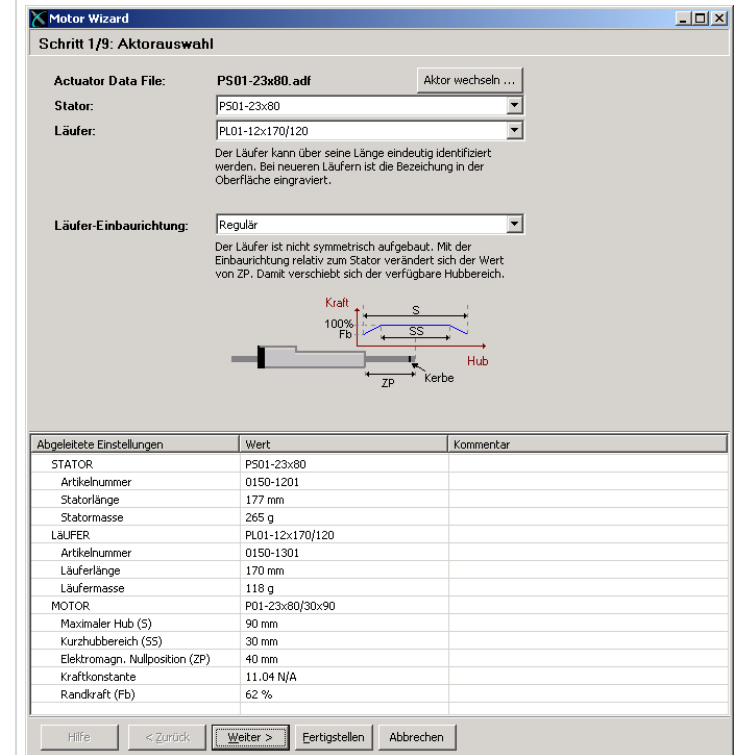 Motor Wizard
Schritt 1/9: Aktorauswahl
Actuator Data File: PS01-23x80.adf Aktor wechseln ...
Stator: PS01-23x80
Läufer: PL01-12x170/120
Der Läufer kann über seine Länge eindeutig identifiziert
werden. Bei neueren Läufern ist die Bezeichung in der
Oberfläche eingraviert.
Läufer-Einbaurichtung: Regulär
Der Läufer ist nicht symmetrisch aufgebaut. Mit der
Einbaurichtung relativ zum Stator verändert sich der Wert
von ZP. Damit verschiebt sich der verfügbare Hubbereich.
Kraft
S
100%
SS
Fb
Hub
Kerbe
ZP
Abgeleitete Einstellungen Wert Kommentar
STATOR PS01-23x80
Artikelnummer 0150-1201
Statorlänge 177 mm
Statormasse 265 g
LäUFER PL01-12x170/120
Artikelnummer 0150-1301
Läuferlänge 170 mm
Läufermasse 118 g
MOTOR P01-23x80/30x90
Maximaler Hub (S) 90 mm
Kurzhubbereich (SS) 30 mm
Elektromagn. Nullposition (ZP) 40 mm
Kraftkonstante 11.04 N/A
Randkraft (Fb) 62 %
Hilfe < Zurück Weiter > Fertigstellen Abbrechen